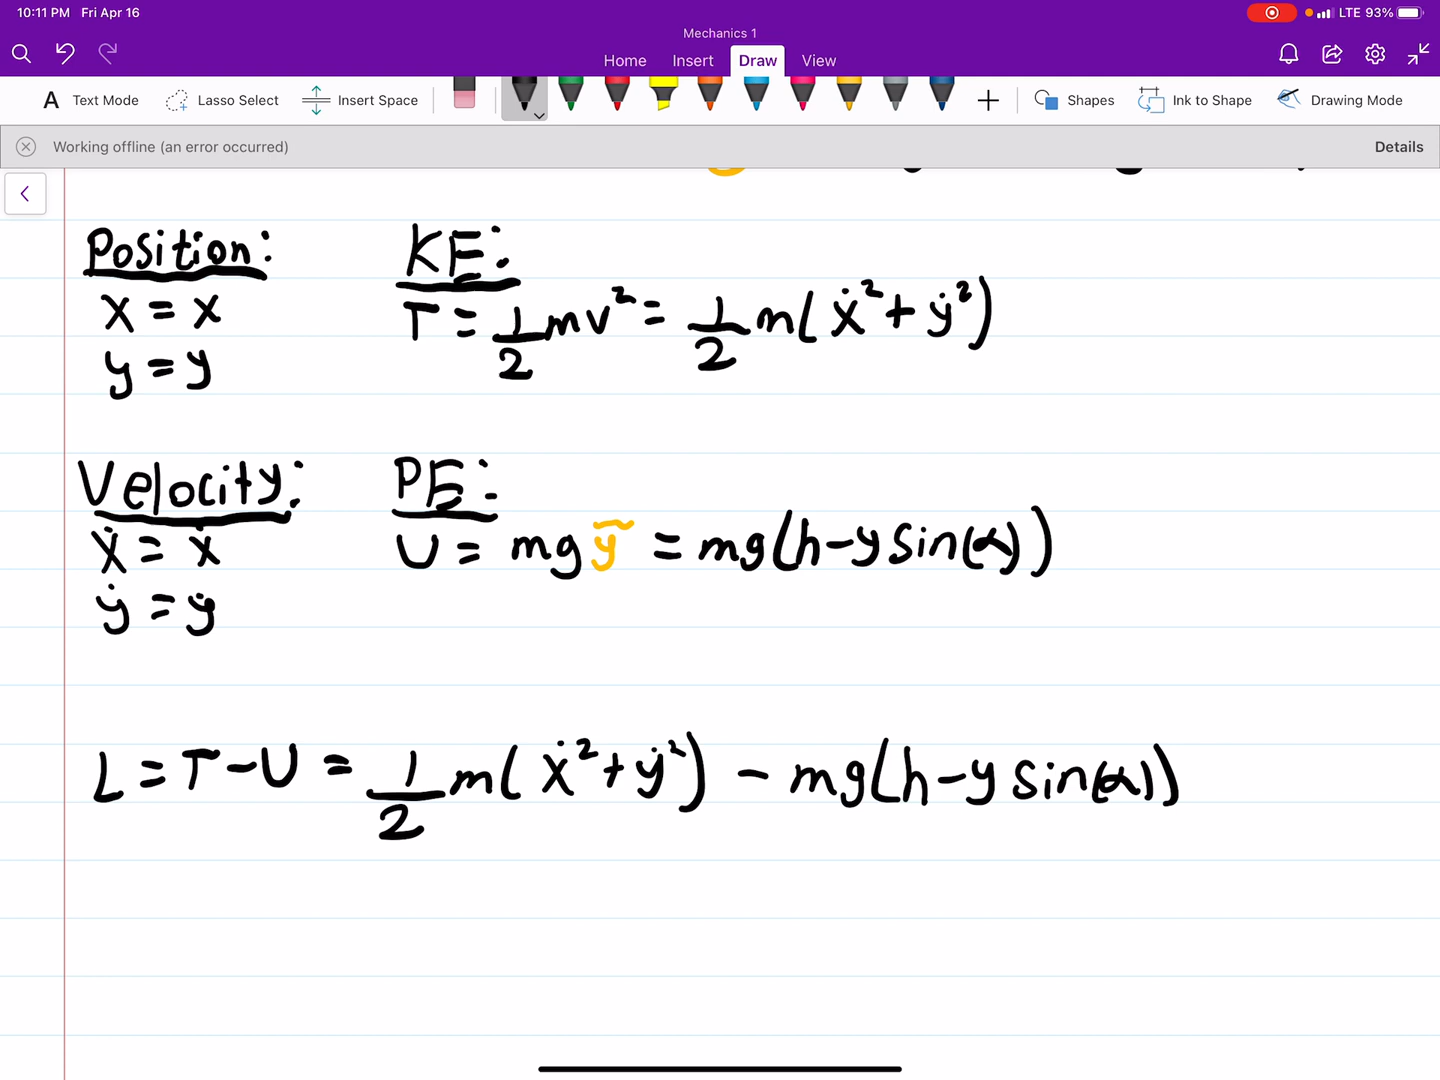 10:11 PM Fri Apr 16 LTE 93%
Mechanics 1
Home Insert Draw View
A Text Mode Lasso Select Insert Space Shapes Ink to Shape Drawing Mode
Working offline (an error occurred) Details
Position: KE:
x = x T = 1/2 mv² = 1/2 m(ẋ² + ẏ²)
y = y
Velocity: PE:
ẋ = ẋ U = mg ỹ = mg(h-y sin(α))
ẏ = ẏ
L = T - U = 1/2 m(ẋ² + ẏ²) - mg(h-y sin(α))